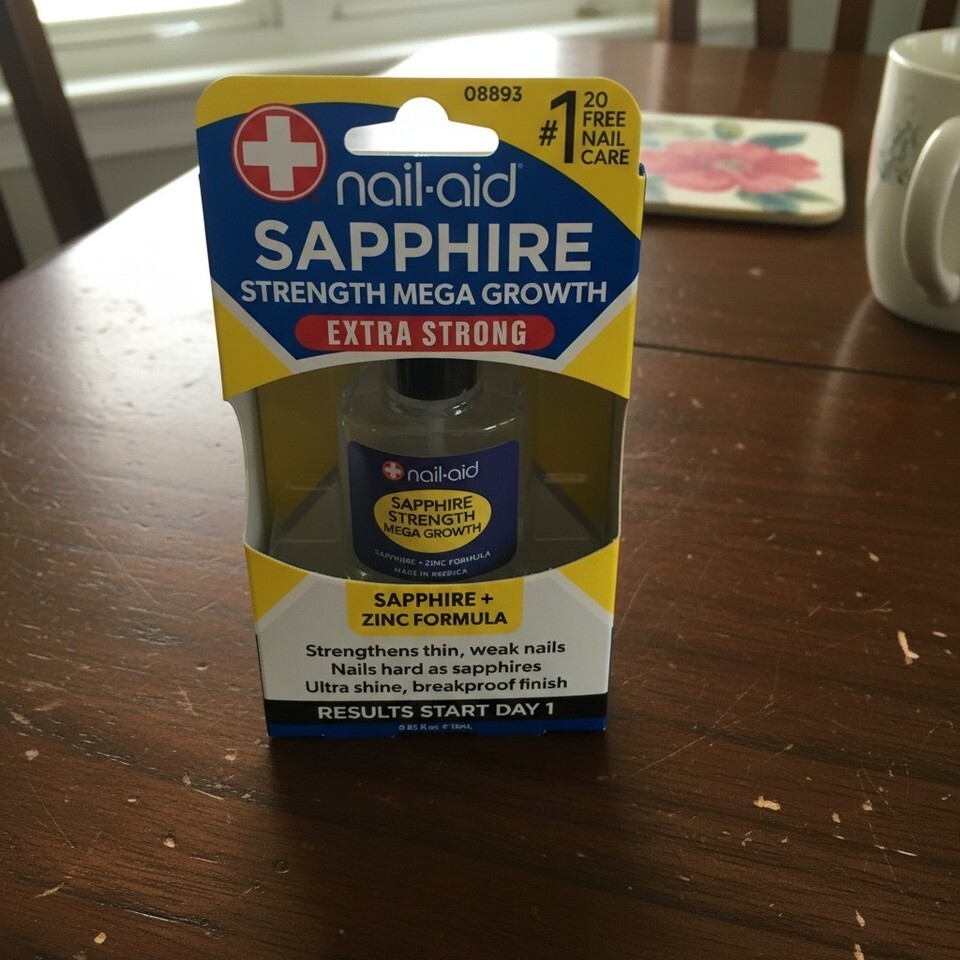 08893
#1
20
FREE
NAIL
CARE
nail-aid®
SAPPHIRE
STRENGTH MEGA GROWTH
EXTRA STRONG
nail-aid
SAPPHIRE
STRENGTH
MEGA GROWTH
SAPPHIRE + ZINC FORMULA
MADE IN
SAPPHIRE +
ZINC FORMULA
Strengthens thin, weak nails
Nails hard as sapphires
Ultra shine, breakproof finish
RESULTS START DAY 1